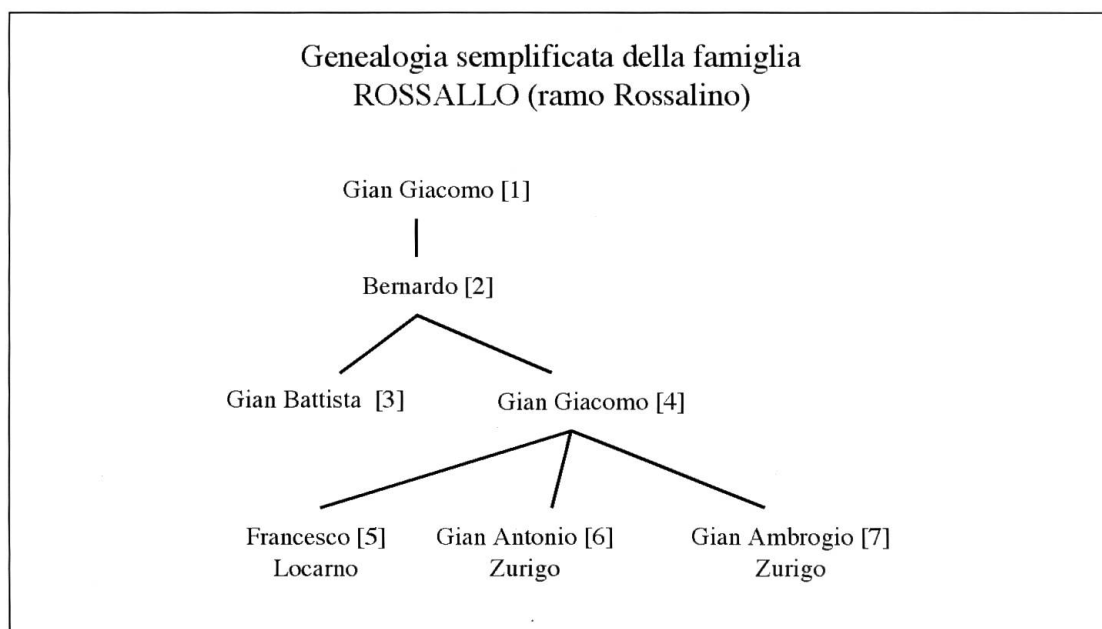 Genealogia semplificata della famiglia
ROSSALLO (ramo Rossalino)
Gian Giacomo [1]
Bernardo [2]
Gian Battista [3] Gian Giacomo [4]
Francesco [5] Gian Antonio [6] Gian Ambrogio [7]
Locarno Zurigo Zurigo